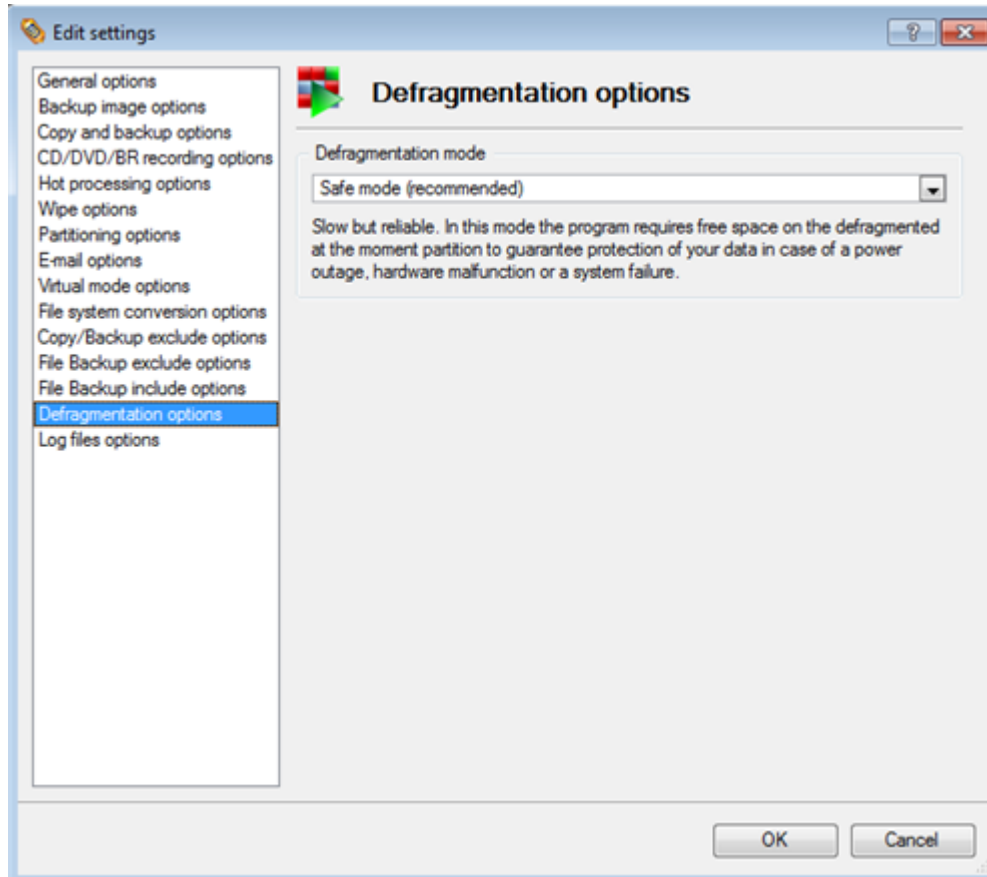 Edit settings
General options
Backup image options
Copy and backup options
CD/DVD/BR recording options
Hot processing options
Wipe options
Partitioning options
E-mail options
Virtual mode options
File system conversion options
Copy/Backup exclude options
File Backup exclude options
File Backup include options
Defragmentation options
Log files options
Defragmentation options
Defragmentation mode
Safe mode (recommended)
Slow but reliable. In this mode the program requires free space on the defragmented
at the moment partition to guarantee protection of your data in case of a power
outage, hardware malfunction or a system failure.
OK
Cancel